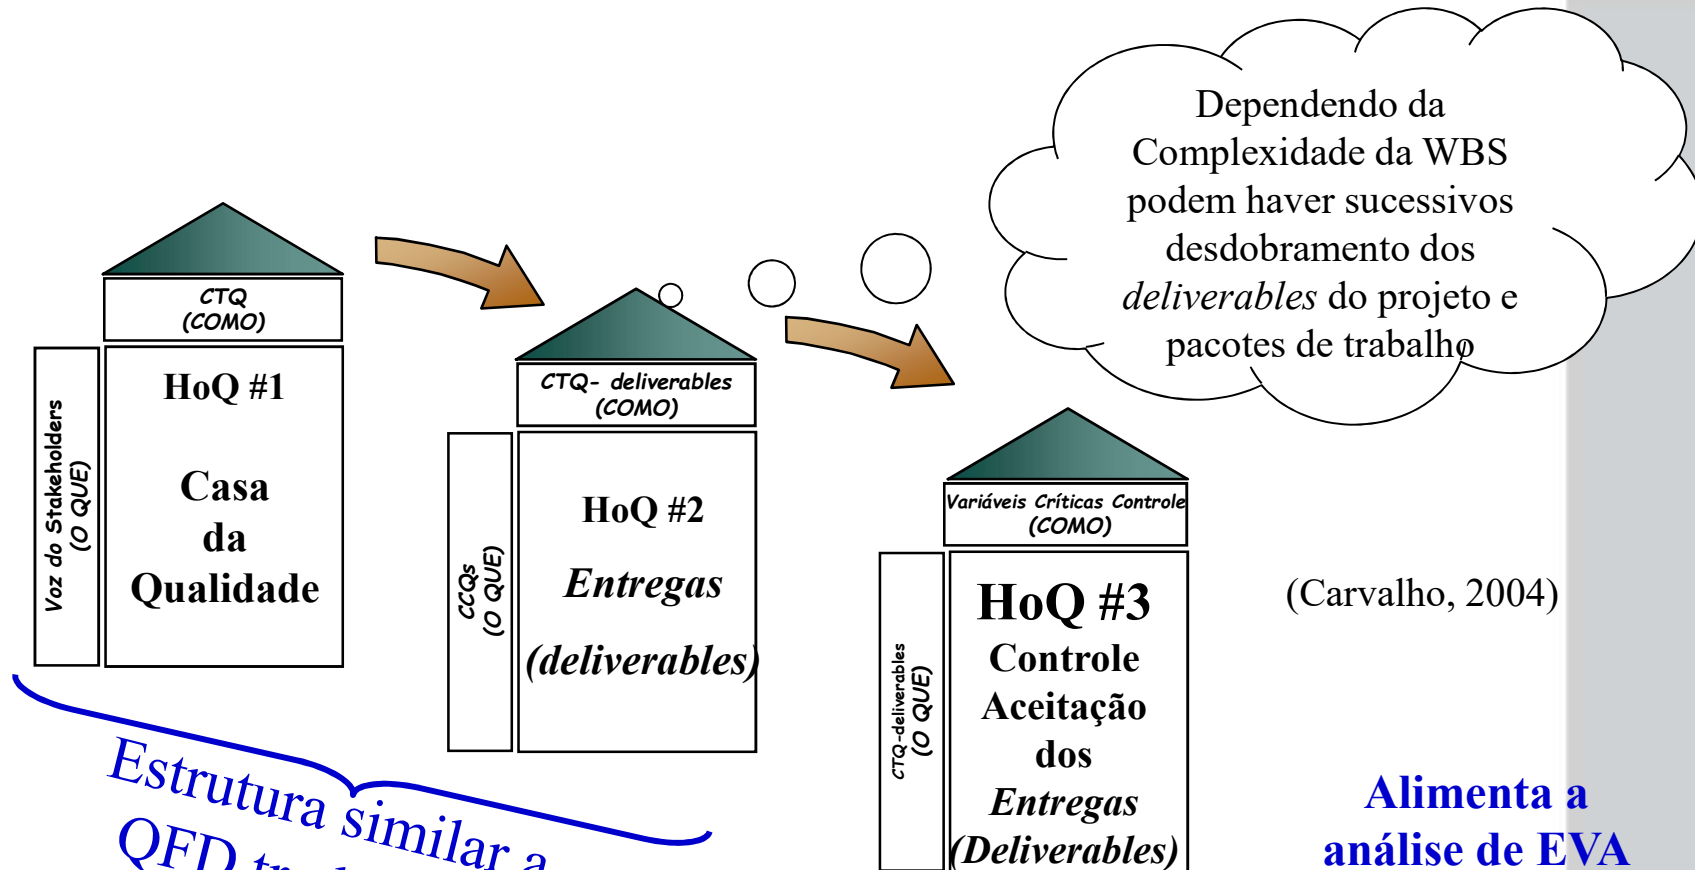 Dependendo da
Complexidade da WBS
podem haver sucessivos
desdobramento dos
deliverables do projeto e
pacotes de trabalho
CTQ
(COMO)
Voz do Stakeholders
(O QUE)
HoQ #1
Casa
da
Qualidade
CTQ- deliverables
(COMO)
CCQs
(O QUE)
HoQ #2
Entregas
(deliverables)
Variáveis Críticas Controle
(COMO)
CTQ-deliverables
(O QUE)
HoQ #3
Controle
Aceitação
dos
Entregas
(Deliverables)
(Carvalho, 2004)
Estrutura similar a
QFD
Alimenta a
análise de EVA